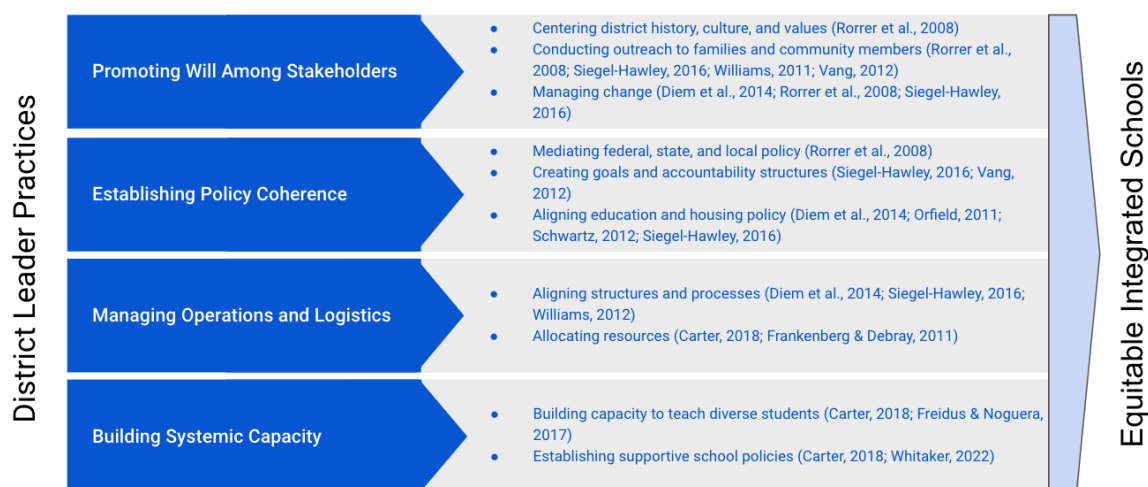 District Leader Practices
Promoting Will Among Stakeholders
● Centering district history, culture, and values (Rorrer et al., 2008)
● Conducting outreach to families and community members (Rorrer et al.,
2008; Siegel-Hawley, 2016; Williams, 2011; Vang, 2012)
● Managing change (Diem et al., 2014; Rorrer et al., 2008; Siegel-Hawley,
2016)
Establishing Policy Coherence
● Mediating federal, state, and local policy (Rorrer et al., 2008)
● Creating goals and accountability structures (Siegel-Hawley, 2016; Vang,
2012)
● Aligning education and housing policy (Diem et al., 2014; Orfield, 2011;
Schwartz, 2012; Siegel-Hawley, 2016)
Managing Operations and Logistics
● Aligning structures and processes (Diem et al., 2014; Siegel-Hawley, 2016;
Williams, 2012)
● Allocating resources (Carter, 2018; Frankenberg & Debray, 2011)
Building Systemic Capacity
● Building capacity to teach diverse students (Carter, 2018; Freidus & Noguera,
2017)
● Establishing supportive school policies (Carter, 2018; Whitaker, 2022)
Equitable Integrated Schools